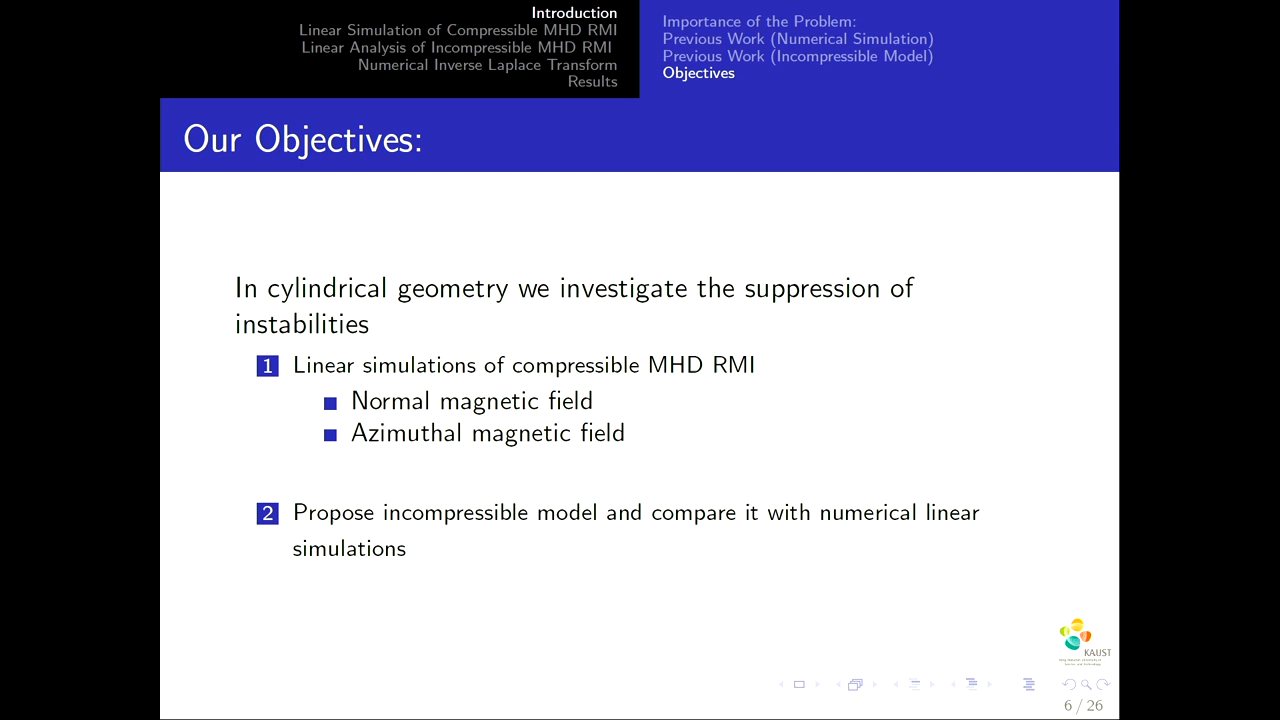 Introduction
Linear Simulation of Compressible MHD RMI
Linear Analysis of Incompressible MHD RMI
Numerical Inverse Laplace Transform
Results
Importance of the Problem:
Previous Work (Numerical Simulation)
Previous Work (Incompressible Model)
Objectives
Our Objectives:
In cylindrical geometry we investigate the suppression of
instabilities
1 Linear simulations of compressible MHD RMI
Normal magnetic field
Azimuthal magnetic field
2 Propose incompressible model and compare it with numerical linear
simulations
KAUST
6 / 26